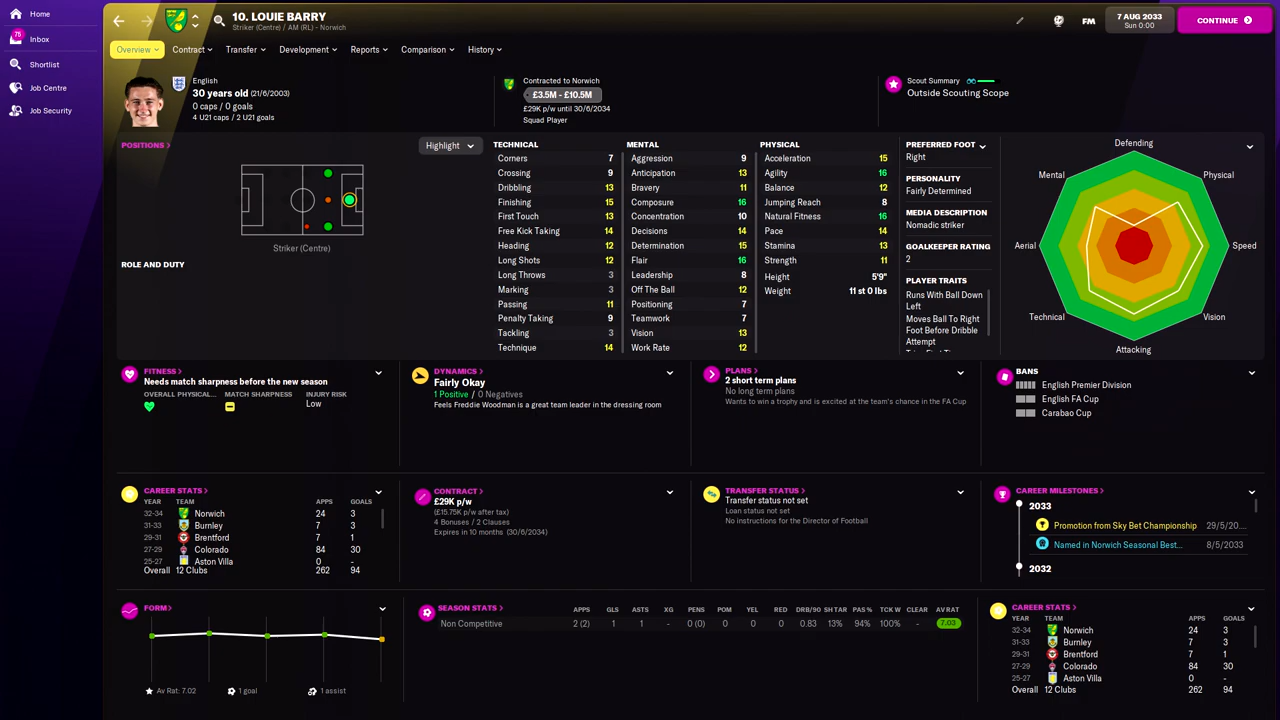 Home
Inbox
75
Shortlist
Job Centre
Job Security
10. LOUIE BARRY
Striker (Centre) / AM (RL) - Norwich
FM
7 AUG 2033
Sun 0:00
CONTINUE
Overview
Contract
Transfer
Development
Reports
Comparison
History
English
30 years old (21/6/2003)
0 caps / 0 goals
4 U21 caps / 2 U21 goals
Contracted to Norwich
£3.5M - £10.5M
£29K p/w until 30/6/2034
Squad Player
Scout Summary
Outside Scouting Scope
POSITIONS
Highlight
Striker (Centre)
ROLE AND DUTY
TECHNICAL
Corners 7
Crossing 9
Dribbling 13
Finishing 15
First Touch 13
Free Kick Taking 14
Heading 12
Long Shots 12
Long Throws 3
Marking 3
Passing 11
Penalty Taking 9
Tackling 3
Technique 14
MENTAL
Aggression 9
Anticipation 13
Bravery 11
Composure 16
Concentration 10
Decisions 14
Determination 15
Flair 16
Leadership 8
Off The Ball 12
Positioning 7
Teamwork 7
Vision 13
Work Rate 12
PHYSICAL
Acceleration 15
Agility 16
Balance 12
Jumping Reach 8
Natural Fitness 16
Pace 14
Stamina 13
Strength 11
Height 5'9"
Weight 11 st 0 lbs
PREFERRED FOOT
Right
PERSONALITY
Fairly Determined
MEDIA DESCRIPTION
Nomadic striker
GOALKEEPER RATING
2
PLAYER TRAITS
Runs With Ball Down
Left
Moves Ball To Right
Foot Before Dribble
Attempt
Defending
Physical
Speed
Vision
Attacking
Technical
Aerial
Mental
FITNESS
Needs match sharpness before the new season
OVERALL PHYSICAL... MATCH SHARPNESS INJURY RISK
Low
DYNAMICS
Fairly Okay
1 Positive / 0 Negatives
Feels Freddie Woodman is a great team leader in the dressing room
PLANS
2 short term plans
No long term plans
Wants to win a trophy and is excited at the team's chance in the FA Cup
BANS
English Premier Division
English FA Cup
Carabao Cup
CAREER STATS
YEAR TEAM APPS GOALS
32-34 Norwich 24 3
31-33 Burnley 7 3
29-31 Brentford 7 1
27-29 Colorado 84 30
25-27 Aston Villa 0 -
Overall 12 Clubs 262 94
CONTRACT
£29K p/w
(£15.75K p/w after tax)
4 Bonuses / 2 Clauses
Expires in 10 months (30/6/2034)
TRANSFER STATUS
Transfer status not set
Loan status not set
No instructions for the Director of Football
CAREER MILESTONES
2033
Promotion from Sky Bet Championship 29/5/20...
Named in Norwich Seasonal Best... 8/5/2033
2032
FORM
Av Rat: 7.02
1 goal
1 assist
SEASON STATS
APPS GLS ASTS XG PENS POM YEL RED DRB/90 SH TAR PAS % TCK W CLEAR AV RAT
Non Competitive 2 (2) 1 1 - 0 (0) 0 0 0 0.83 13% 94% 100% - 7.03
CAREER STATS
YEAR TEAM APPS GOALS
32-34 Norwich 24 3
31-33 Burnley 7 3
29-31 Brentford 7 1
27-29 Colorado 84 30
25-27 Aston Villa 0 -
Overall 12 Clubs 262 94